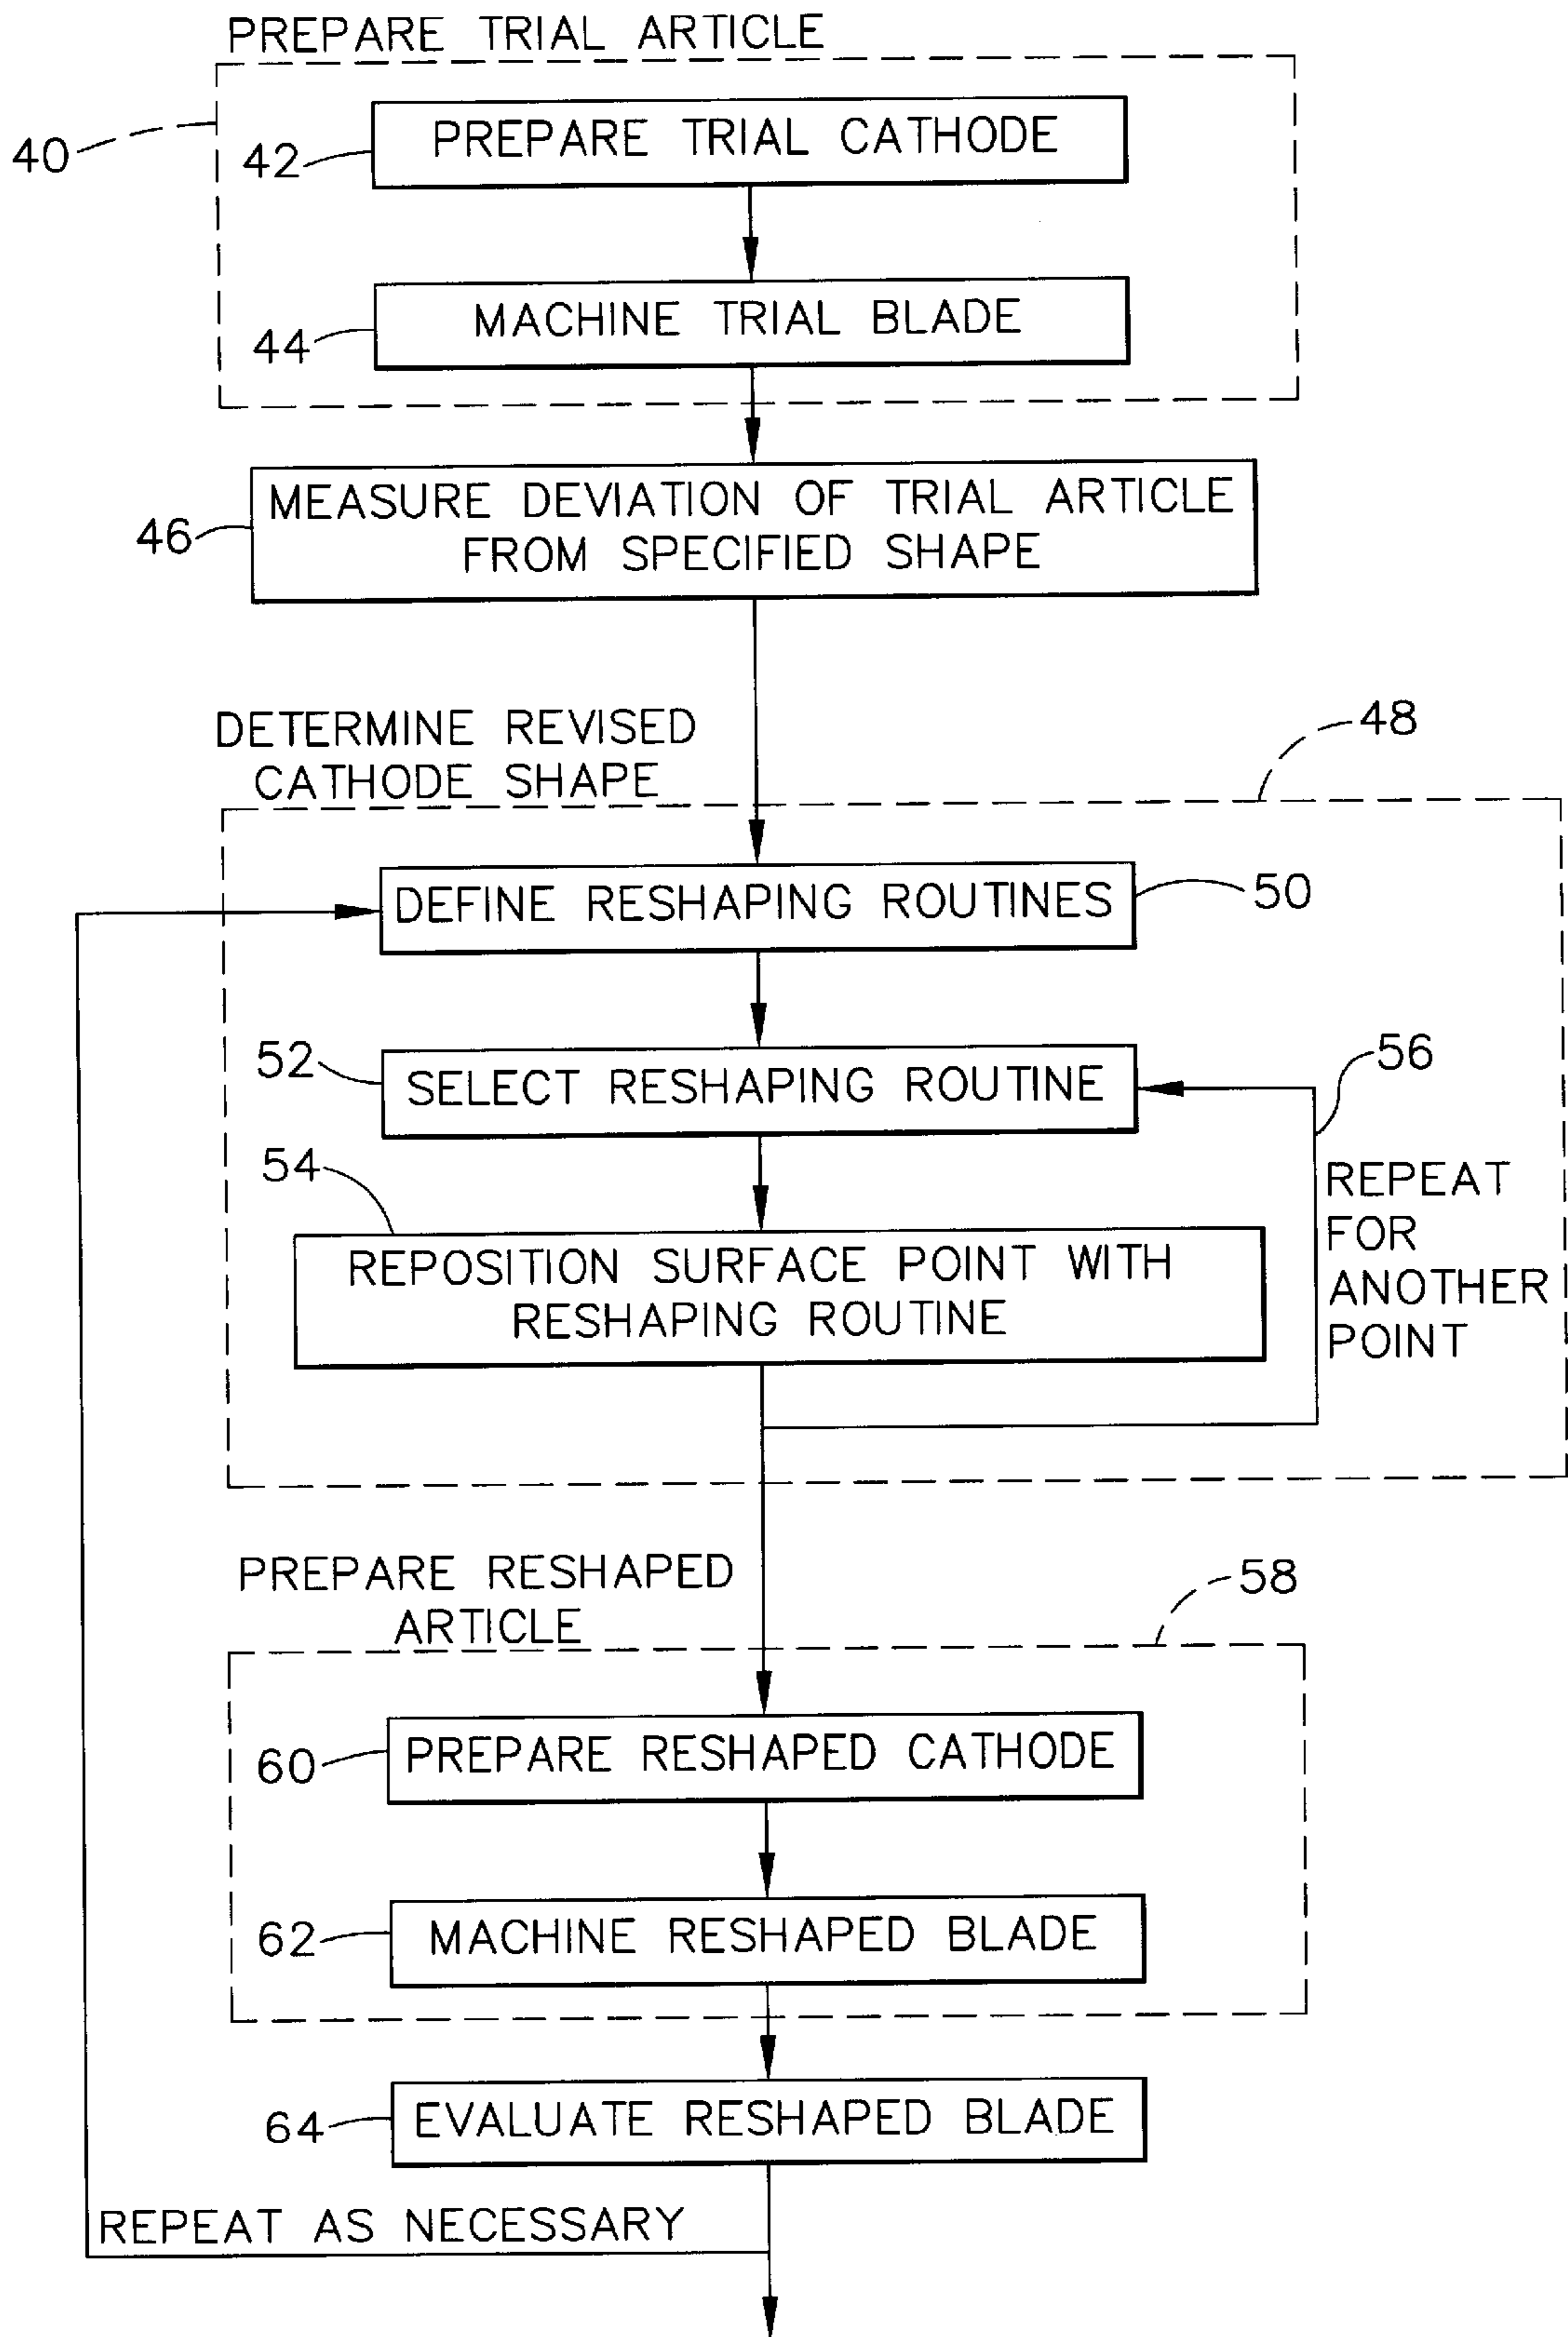 PREPARE TRIAL ARTICLE
40
42
PREPARE TRIAL CATHODE
44
MACHINE TRIAL BLADE
46
MEASURE DEVIATION OF TRIAL ARTICLE
FROM SPECIFIED SHAPE
DETERMINE REVISED
CATHODE SHAPE
48
DEFINE RESHAPING ROUTINES
50
52
SELECT RESHAPING ROUTINE
56
54
REPOSITION SURFACE POINT WITH
RESHAPING ROUTINE
REPEAT
FOR
ANOTHER
POINT
PREPARE RESHAPED
ARTICLE
58
60
PREPARE RESHAPED CATHODE
62
MACHINE RESHAPED BLADE
64
EVALUATE RESHAPED BLADE
REPEAT AS NECESSARY